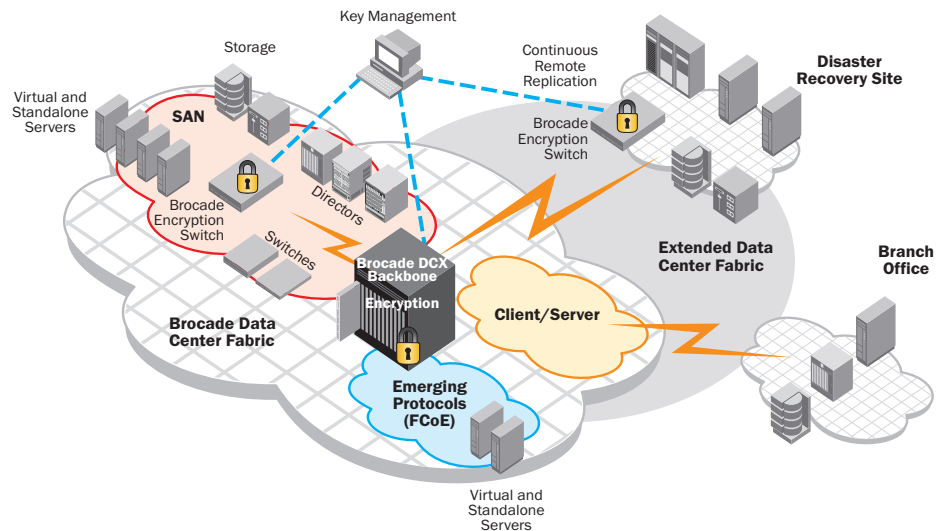 Key Management
Storage
Continuous
Remote
Replication
Disaster
Recovery Site
Virtual and
Standalone
Servers
SAN
Brocade
Encryption
Switch
Directors
Brocade
Encryption
Switch
Switches
Brocade DCX
Backbone
Encryption
Extended Data
Center Fabric
Branch
Office
Client/Server
Brocade Data
Center Fabric
Emerging
Protocols
(FCoE)
Virtual and
Standalone
Servers